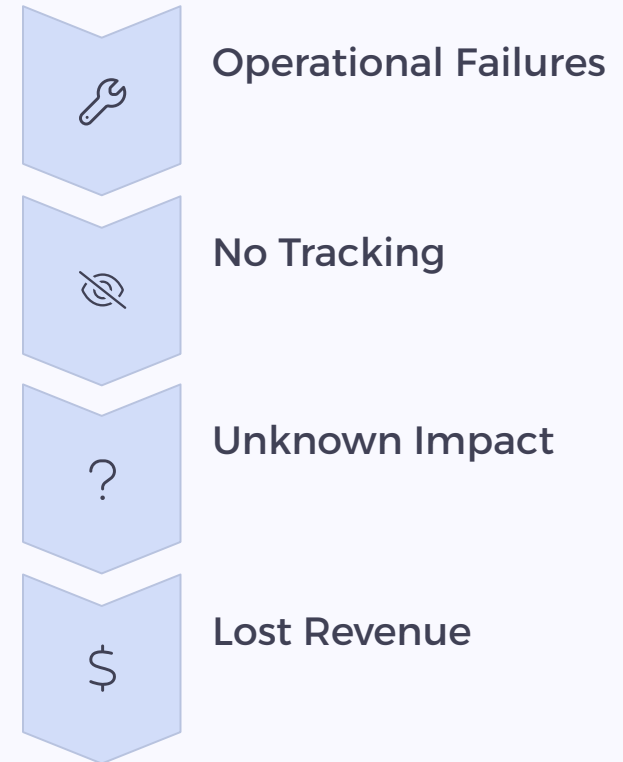 Operational Failures
No Tracking
?
Unknown Impact
$
Lost Revenue